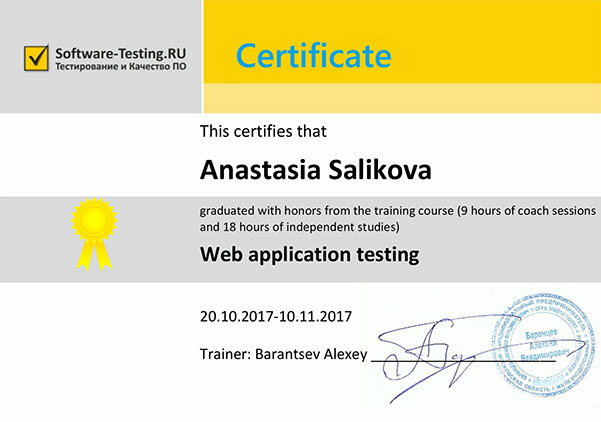 Software-Testing.RU
Тестирование и Качество ПО
Certificate
This certifies that
Anastasia Salikova
graduated with honors from the training course (9 hours of coach sessions
and 18 hours of independent studies)
Web application testing
20.10.2017-10.11.2017
Trainer: Barantsev Alexey
Баранцев
Алексей
Владимирович